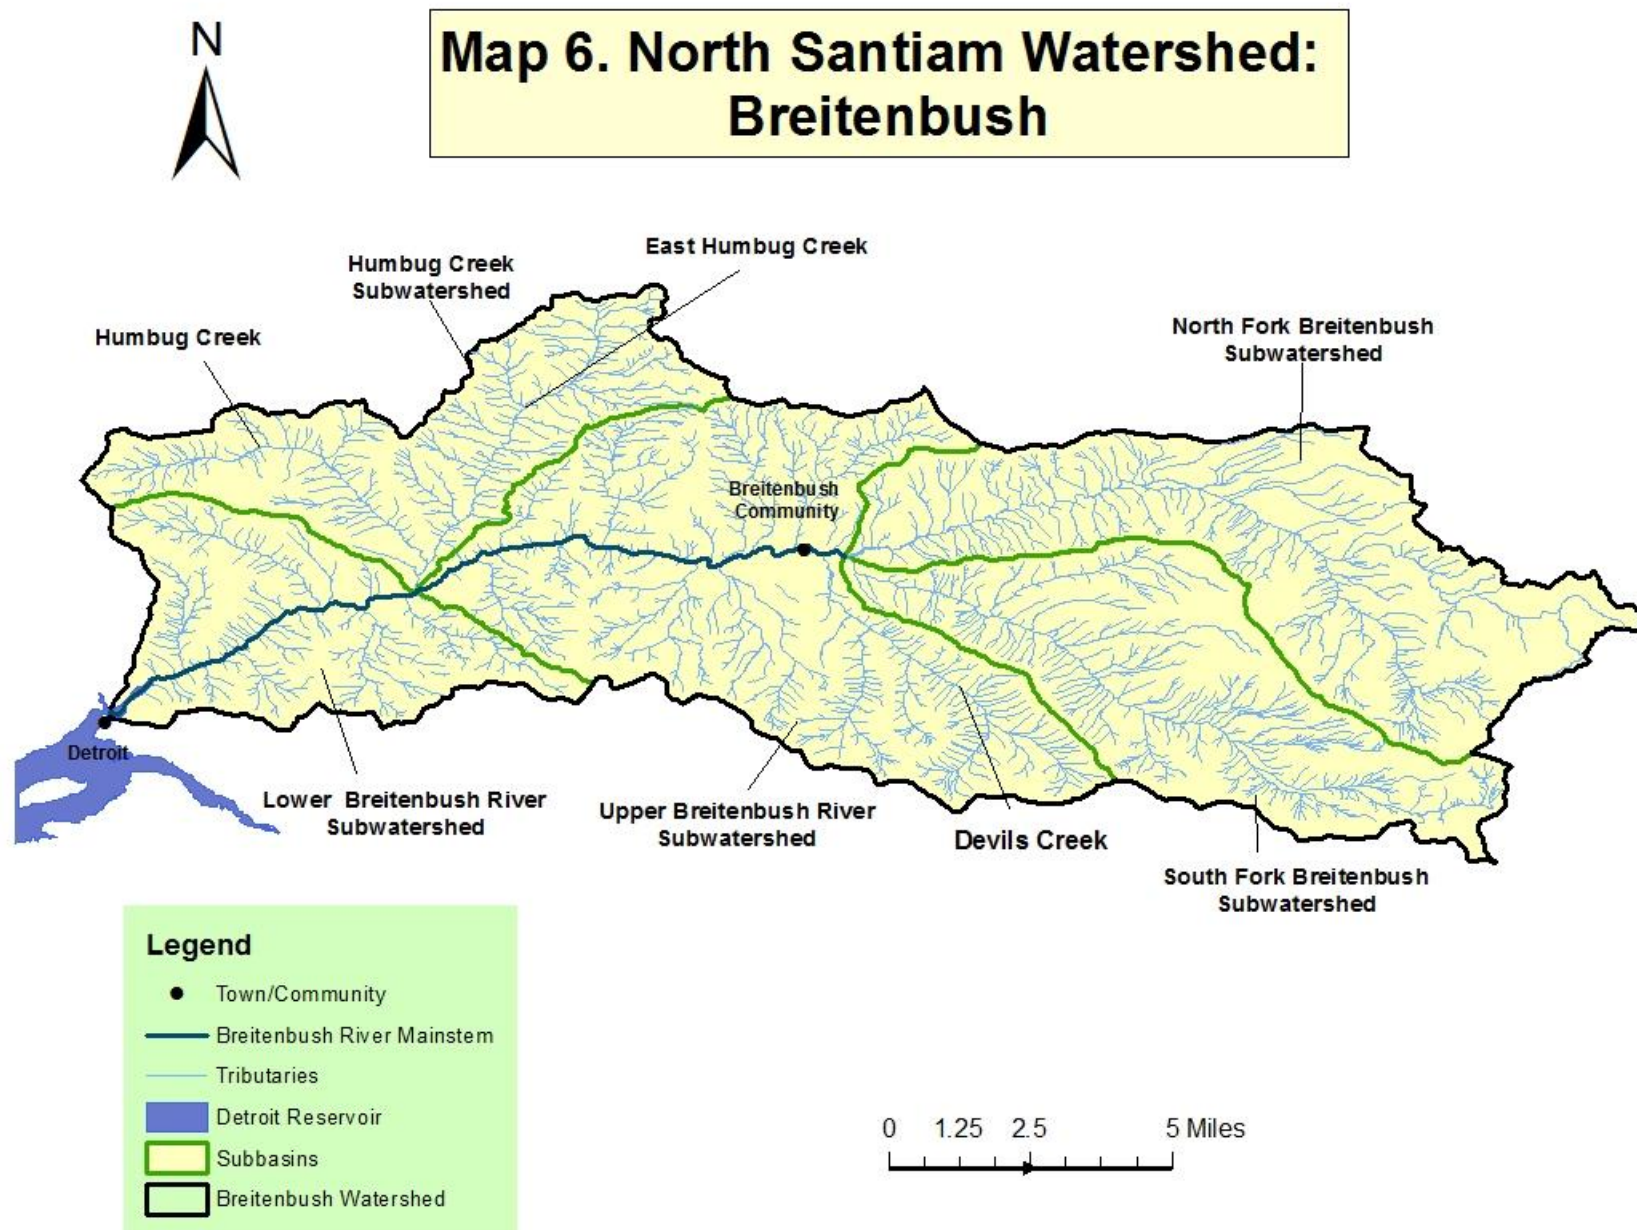 N
Map 6. North Santiam Watershed:
Breitenbush
East Humbug Creek
Humbug Creek
Subwatershed
Humbug Creek
North Fork Breitenbush
Subwatershed
Breitenbush
Community
Detroit
Lower Breitenbush River
Subwatershed
Upper Breitenbush River
Subwatershed
Devils Creek
South Fork Breitenbush
Subwatershed
Legend
Town/Community
Breitenbush River Mainstem
Tributaries
Detroit Reservoir
Subbasins
Breitenbush Watershed
0 1.25 2.5 5 Miles